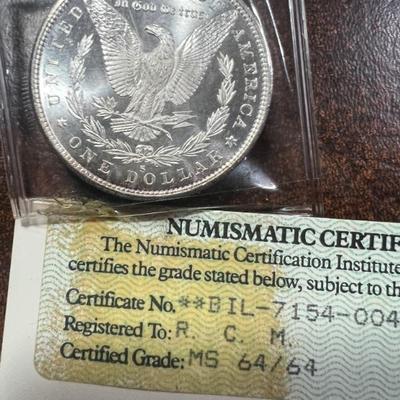 UNITED
In God we trust.
AMERICA
ONE DOLLAR
NUMISMATIC CERTIF
The Numismatic Certification Institute
certifies the grade stated below, subject to th
Certificate No. **BIL-7154-004
Registered To: R. C. M.
Certified Grade: MS 64/64